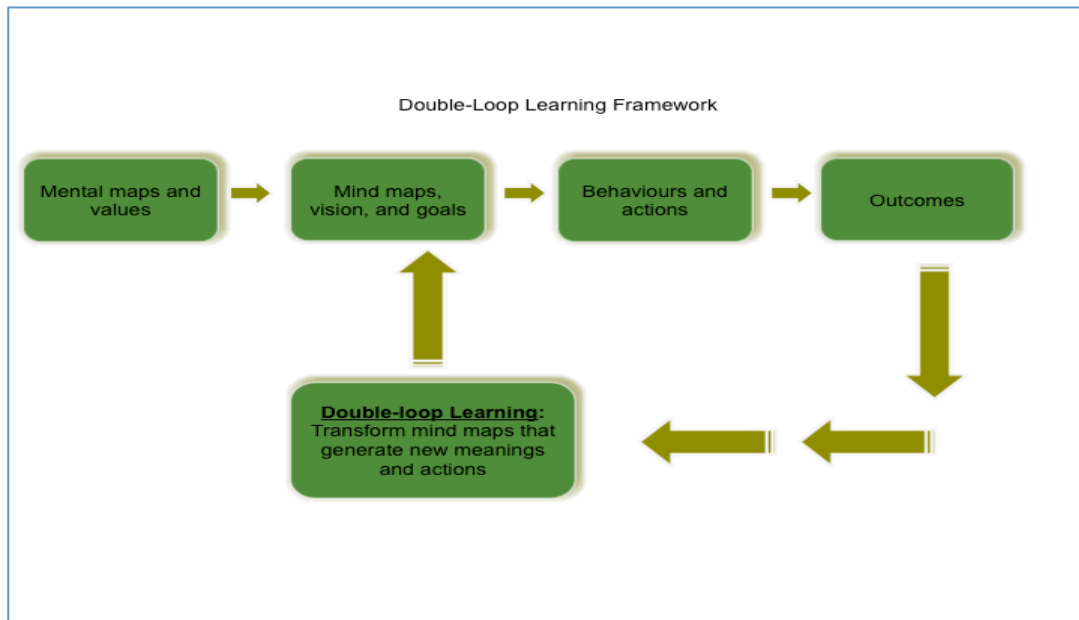 Double-Loop Learning Framework
Mental maps and
values
Mind maps,
vision, and goals
Behaviours and
actions
Outcomes
Double-loop Learning:
Transform mind maps that
generate new meanings
and actions